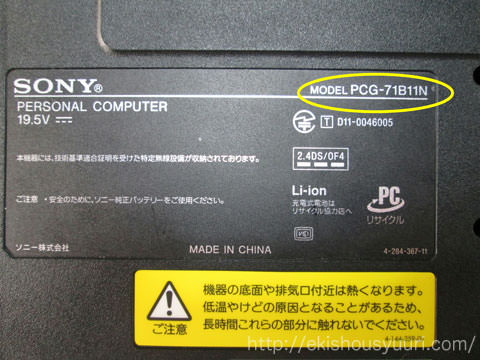 SONY®
MODEL PCG-71B11N
PERSONAL COMPUTER
19.5V
T D11-0046005
本機器には、技術基準適合証明を受けた特定無線設備が収納されております。
2.4DS/OF4
Li-ion
充電式電池は
リサイクル協力店へ
PC
リサイクル
ご注意 ・安全のために、ソニー純正バッテリーをご使用ください。
ソニー株式会社
MADE IN CHINA
4-284-367-11
ご注意
機器の底面や排気口付近は熱くなります。
低温やけどの原因となることがあるため、
長時間これらの部分に触れないでください。
http://ekishousyuuri.com/